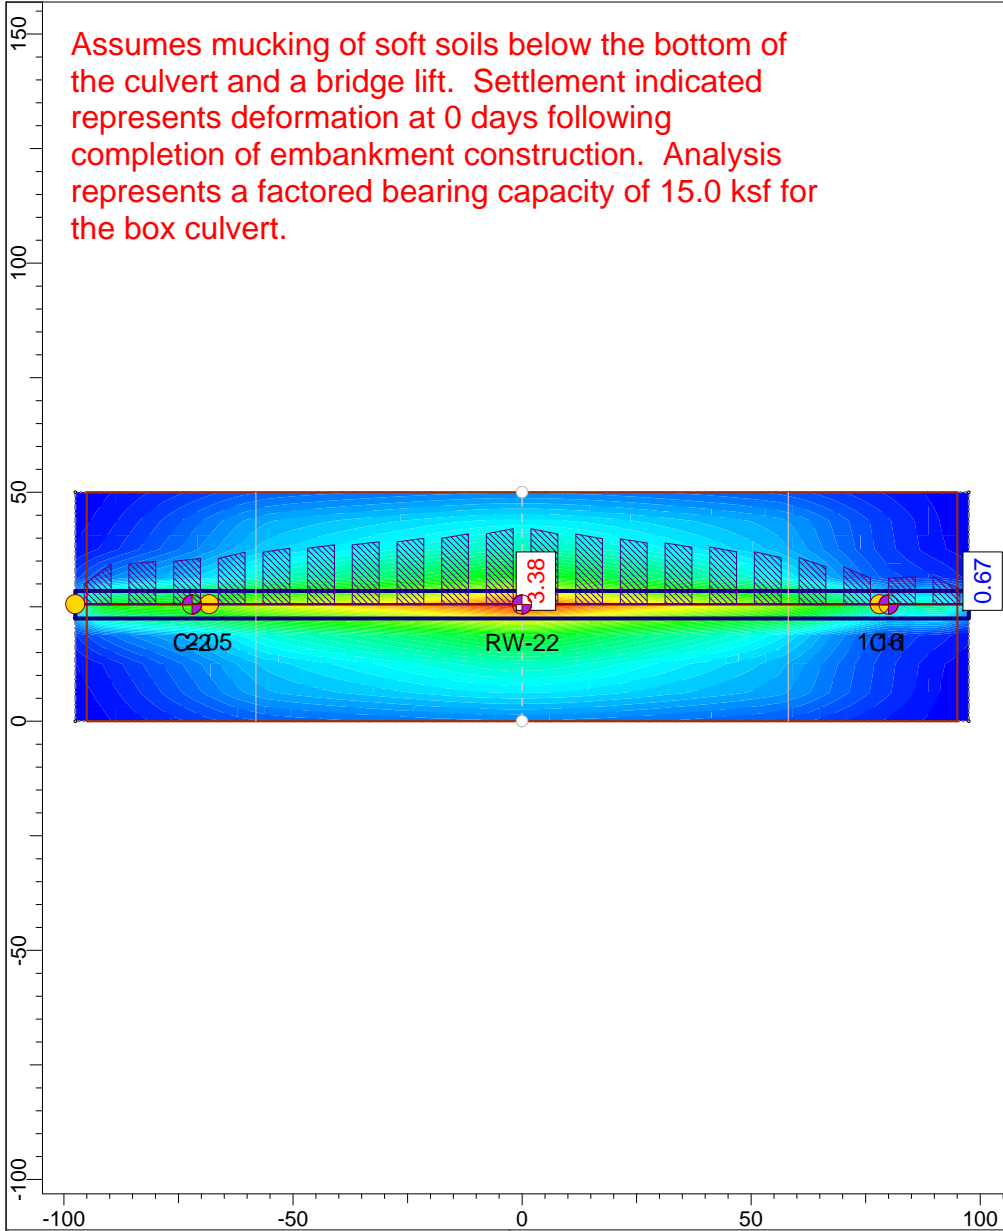 Assumes mucking of soft soils below the bottom of
the culvert and a bridge lift. Settlement indicated
represents deformation at 0 days following
completion of embankment construction. Analysis
represents a factored bearing capacity of 15.0 ksf for
the box culvert.
150
100
50
0
-50
-100
3.38
0.67
RW-22
-100
-50
0
50
100